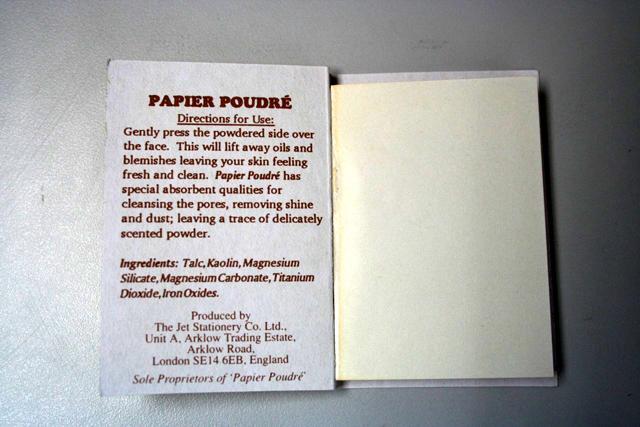 PAPIER POUDRÉ
Directions for Use:
Gently press the powdered side over
the face. This will lift away oils and
blemishes leaving your skin feeling
fresh and clean. Papier Poudré has
special absorbent qualities for
cleansing the pores, removing shine
and dust; leaving a trace of delicately
scented powder.
Ingredients: Talc, Kaolin, Magnesium
Silicate, Magnesium Carbonate, Titanium
Dioxide, Iron Oxides.
Produced by
The Jet Stationery Co. Ltd.,
Unit A, Arklow Trading Estate,
Arklow Road,
London SE14 6EB, England
Sole Proprietors of 'Papier Poudré'